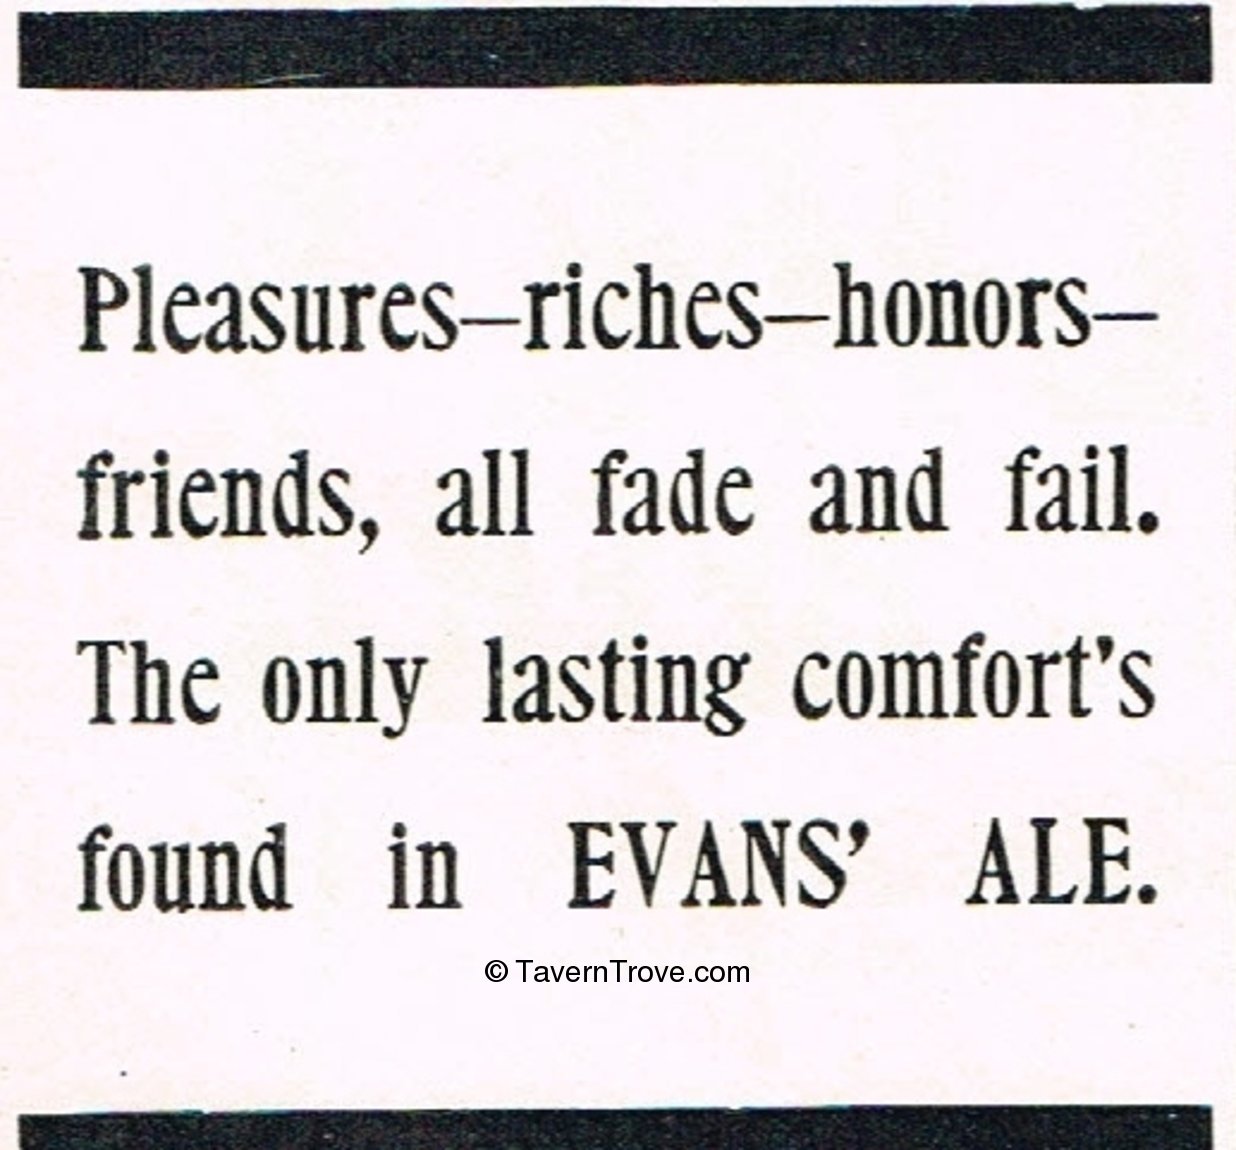 Pleasures—riches—honors—
friends, all fade and fail.
The only lasting comfort's
found in EVANS' ALE.
© TavernTrove.com